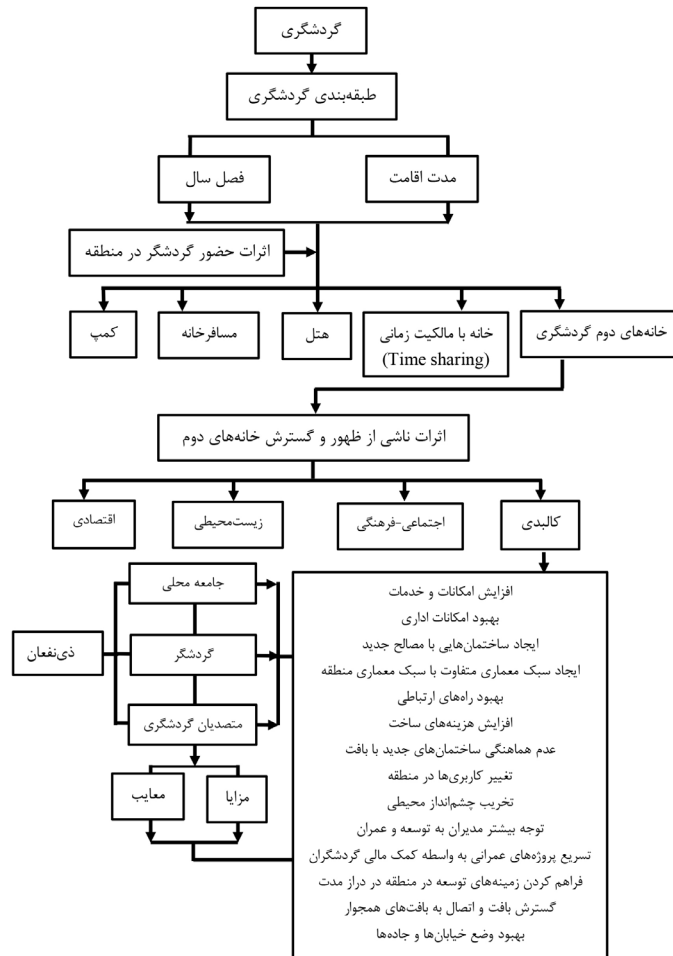 گردشگری
طبقه‌بندی گردشگری
مدت اقامت
فصل سال
اثرات حضور گردشگر در منطقه
خانه‌های دوم گردشگری
خانه با مالکیت زمانی
(Time sharing)
هتل
مسافرخانه
کمپ
اثرات ناشی از ظهور و گسترش خانه‌های دوم
کالبدی
اجتماعی-فرهنگی
زیست‌محیطی
اقتصادی
افزایش امکانات و خدمات
بهبود امکانات اداری
ایجاد ساختمان‌هایی با مصالح جدید
ایجاد سبک معماری متفاوت با سبک معماری منطقه
بهبود راه‌های ارتباطی
افزایش هزینه‌های ساخت
عدم هماهنگی ساختمان‌های جدید با بافت
تغییر کاربری‌ها در منطقه
تخریب چشم‌انداز محیطی
توجه بیشتر مدیران به توسعه و عمران
تسریع پروژه‌های عمرانی به واسطه کمک مالی گردشگران
فراهم کردن زمینه‌های توسعه در منطقه در دراز مدت
گسترش بافت و اتصال به بافت‌های همجوار
بهبود وضع خیابان‌ها و جاده‌ها
جامعه محلی
گردشگر
متصدیان گردشگری
ذی‌نفعان
مزایا
معایب